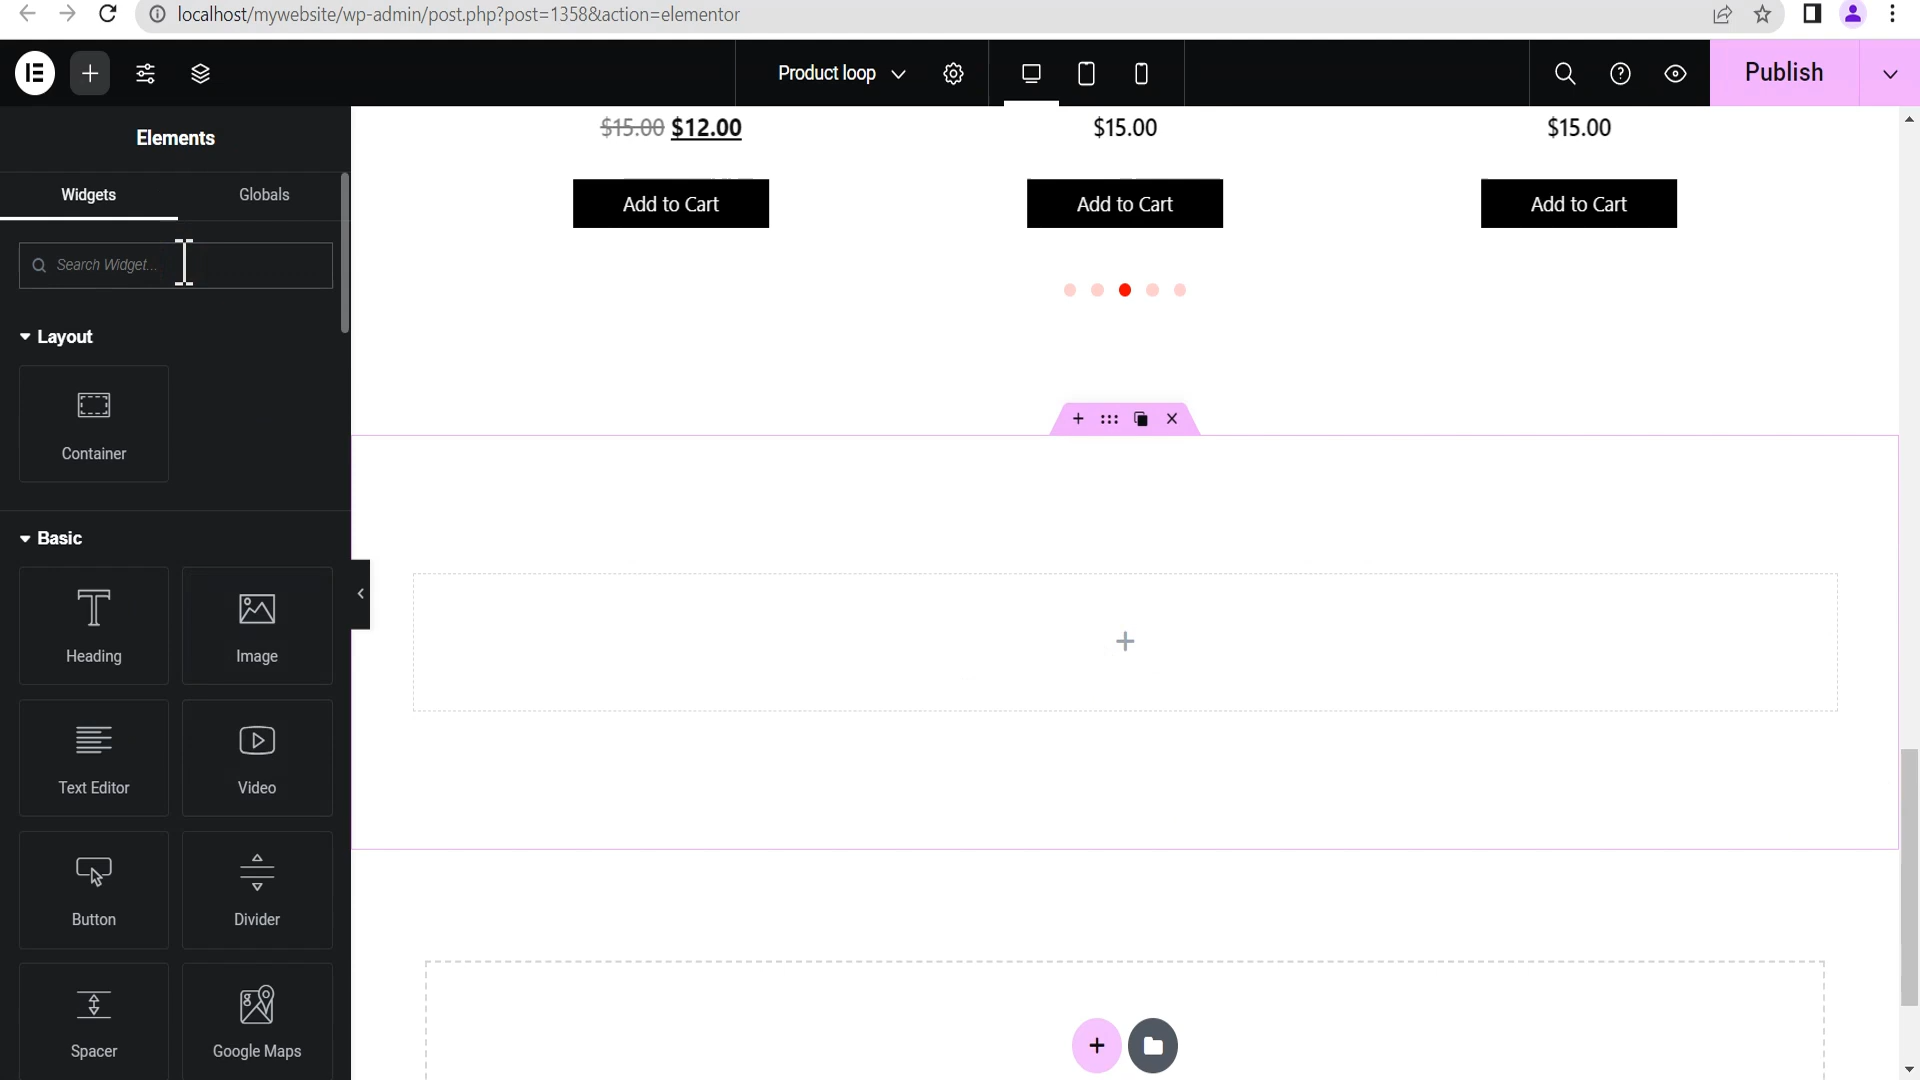 localhost/mywebsite/wp-admin/post.php?post=1358&action=elementor
Product loop
Publish
Elements
Widgets Globals
Search Widget...
Layout
Container
Basic
Heading Image
Text Editor Video
Button Divider
Spacer Google Maps
$15.00 $12.00 $15.00 $15.00
Add to Cart Add to Cart Add to Cart